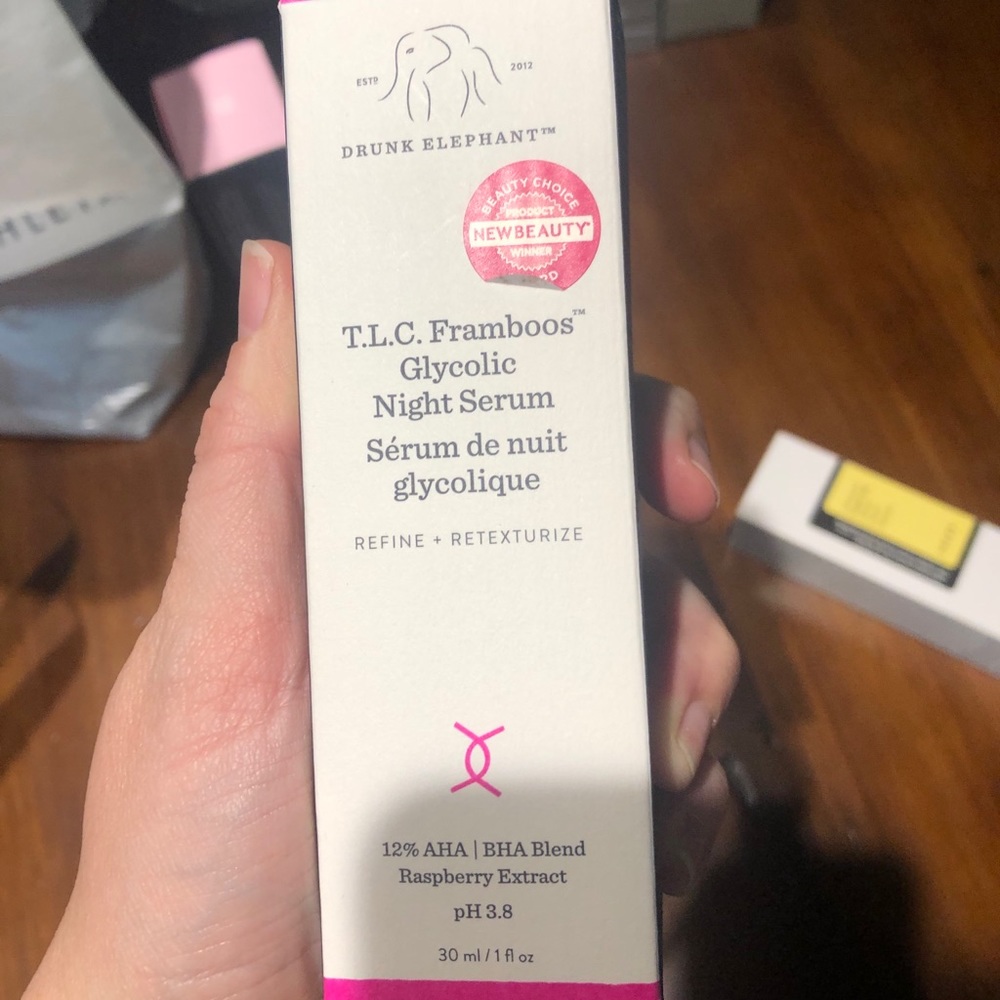 ESTD
2012
DRUNK ELEPHANT™
BEAUTY CHOICE
PRODUCT
NEWBEAUTY
WINNER
T.L.C. Framboos™
Glycolic
Night Serum
Sérum de nuit
glycolique
REFINE + RETEXTURIZE
12% AHA | BHA Blend
Raspberry Extract
pH 3.8
30 ml / 1 fl oz